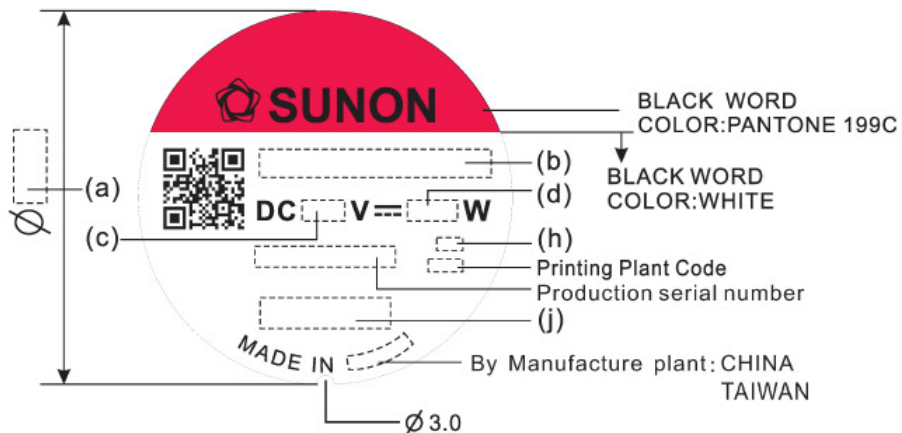 SUNON
BLACK WORD
COLOR:PANTONE 199C
(b)
BLACK WORD
COLOR:WHITE
(a)
(d)
DC V⎓ W
(c)
(h)
Printing Plant Code
Production serial number
(j)
MADE IN
By Manufacture plant: CHINA
TAIWAN
Ø
Ø 3.0